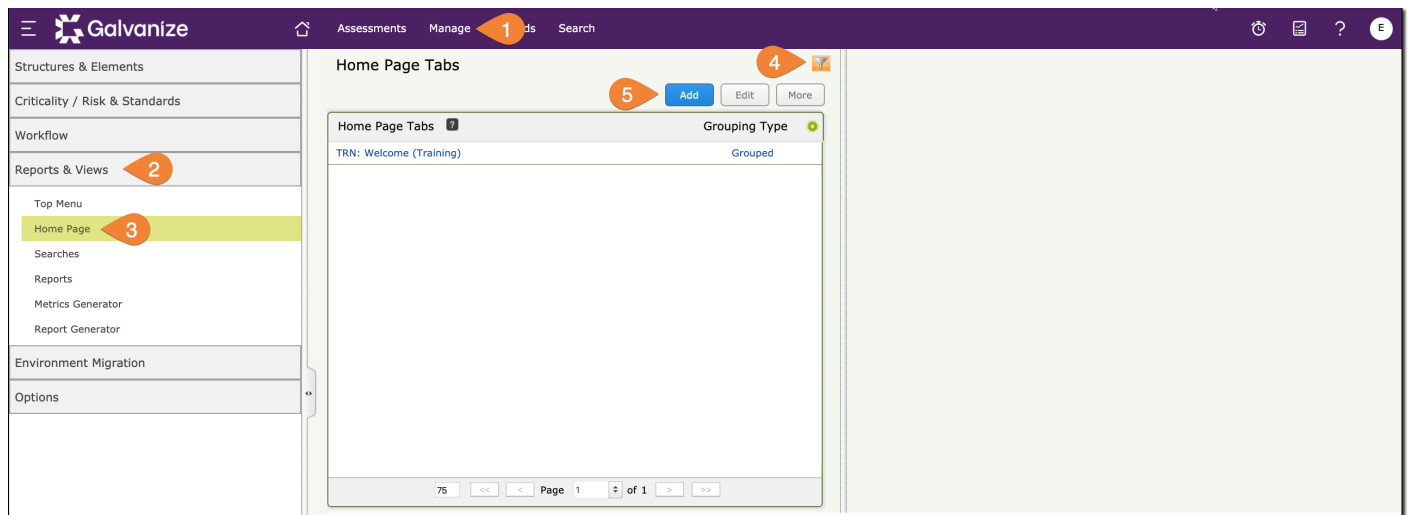 Galvanize
Assessments Manage 1 ds Search
? E
Structures & Elements
Criticality / Risk & Standards
Workflow
Reports & Views 2
Top Menu
Home Page 3
Searches
Reports
Metrics Generator
Report Generator
Environment Migration
Options
Home Page Tabs 4
5 Add Edit More
Home Page Tabs ? Grouping Type
TRN: Welcome (Training) Grouped
75 << < Page 1 of 1 > >>